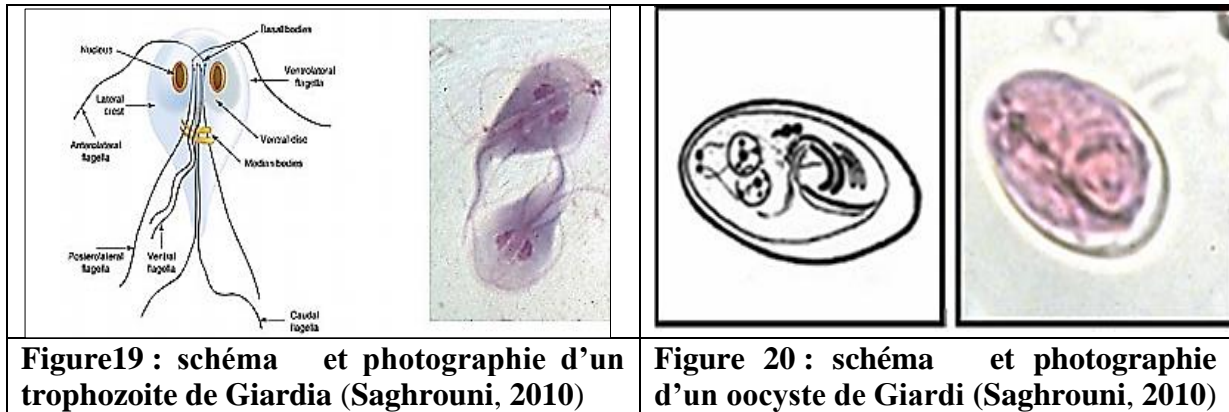 Basal bodies
Nucleus
Ventrolateral
flagella
Lateral
crest
Ventral disc
Anterolateral
flagella
Median bodies
Posterolateral
flagella
Ventral
flagella
Caudal
flagella
Figure19 : schéma et photographie d’un
trophozoite de Giardia (Saghrouni, 2010)
Figure 20 : schéma et photographie
d’un oocyste de Giardi (Saghrouni, 2010)